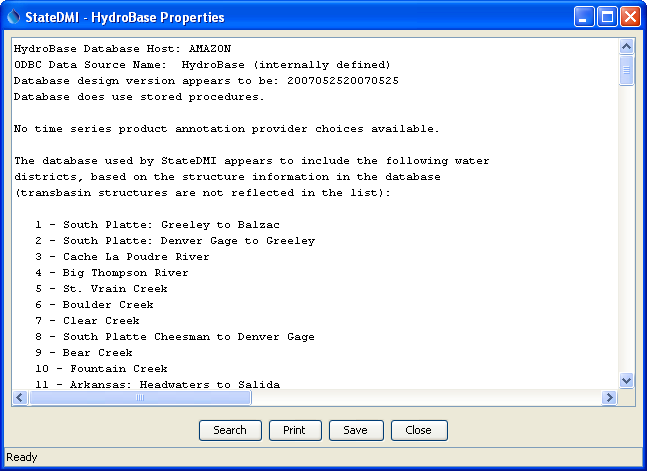 StateDMI - HydroBase Properties
HydroBase Database Host: AMAZON
ODBC Data Source Name:  HydroBase (internally defined)
Database design version appears to be: 2007052520070525
Database does use stored procedures.
No time series product annotation provider choices available.
The database used by StateDMI appears to include the following water
districts, based on the structure information in the database
(transbasin structures are not reflected in the list):
1 - South Platte: Greeley to Balzac
2 - South Platte: Denver Gage to Greeley
3 - Cache La Poudre River
4 - Big Thompson River
5 - St. Vrain Creek
6 - Boulder Creek
7 - Clear Creek
8 - South Platte Cheesman to Denver Gage
9 - Bear Creek
10 - Fountain Creek
11 - Arkansas: Headwaters to Salida
Search Print Save Close
Ready